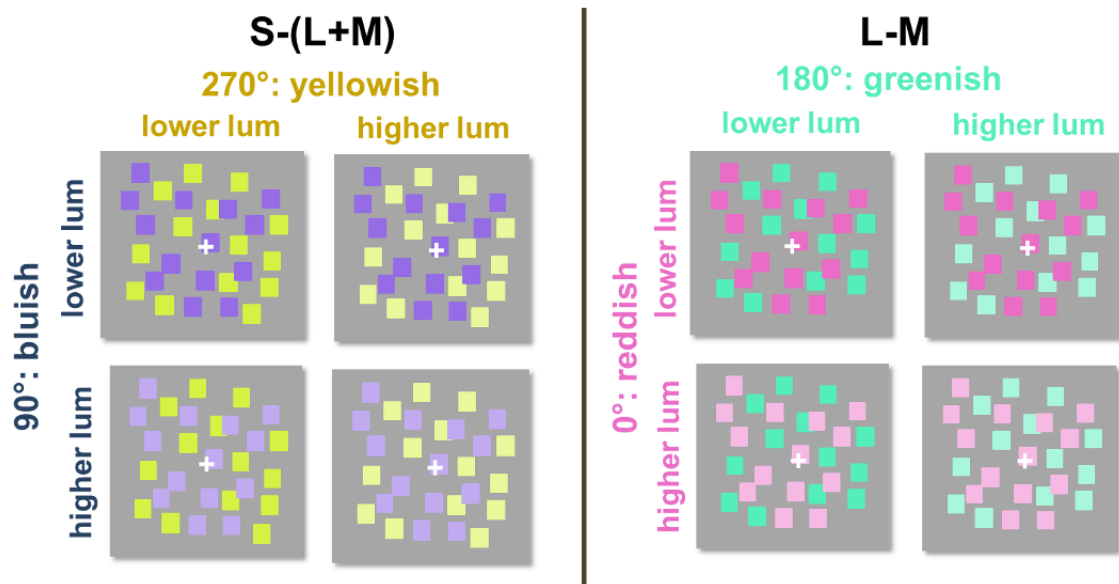 S-(L+M)
270°: yellowish
lower lum
higher lum
90°: bluish
lower lum
higher lum
L-M
180°: greenish
lower lum
higher lum
0°: reddish
lower lum
higher lum